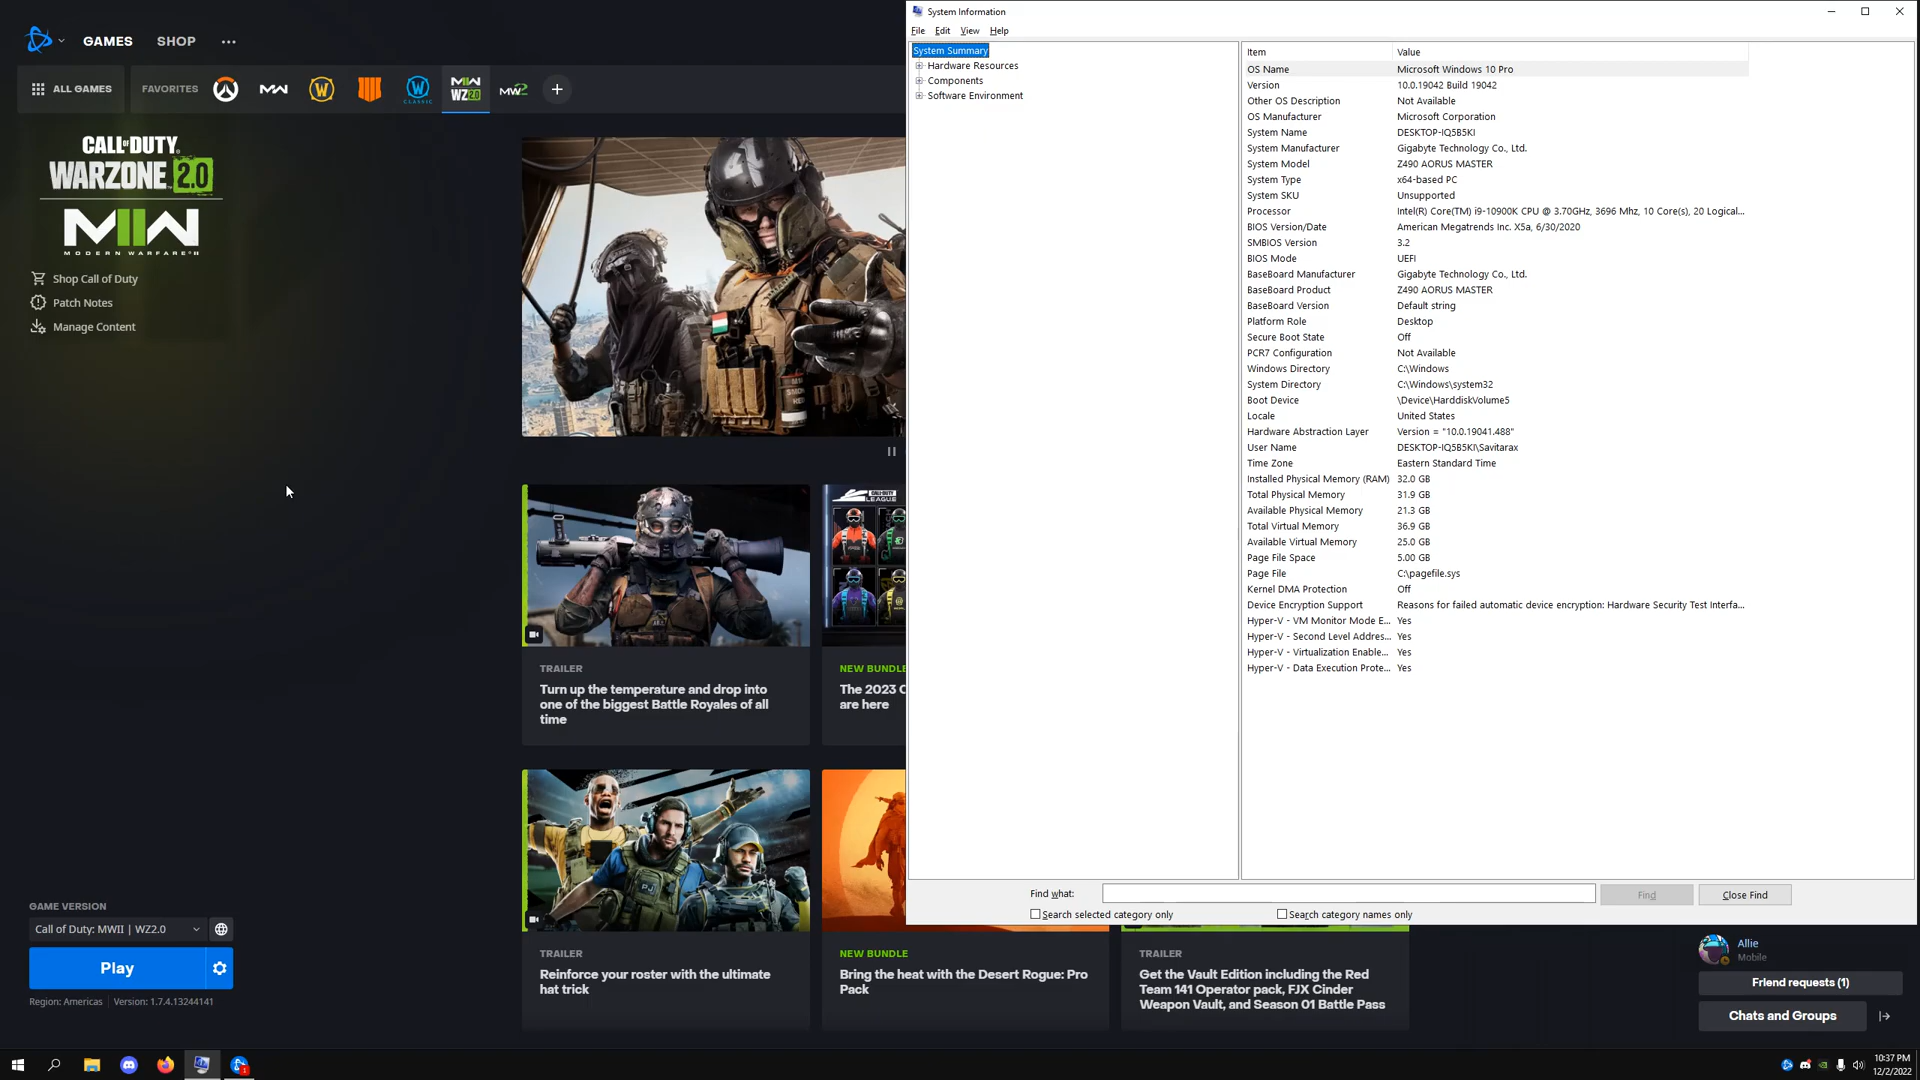 GAMES
SHOP
ALL GAMES
FAVORITES
CLASSIC
MW
WZ2.0
MW2
CALL OF DUTY
WARZONE 2.0
MW
MODERN WARFARE II
Shop Call of Duty
Patch Notes
Manage Content
CALL OF DUTY
LEAGUE
TRAILER
Turn up the temperature and drop into
one of the biggest Battle Royales of all
time
NEW BUNDLE
The 2023 C
are here
PJ
TRAILER
Reinforce your roster with the ultimate
hat trick
NEW BUNDLE
Bring the heat with the Desert Rogue: Pro
Pack
TRAILER
Get the Vault Edition including the Red
Team 141 Operator pack, FJX Cinder
Weapon Vault, and Season 01 Battle Pass
GAME VERSION
Call of Duty: MWII | WZ2.0
Play
Region: Americas | Version: 1.7.4.13244141
System Information
File Edit View Help
System Summary
Hardware Resources
Components
Software Environment
Item Value
OS Name Microsoft Windows 10 Pro
Version 10.0.19042 Build 19042
Other OS Description Not Available
OS Manufacturer Microsoft Corporation
System Name DESKTOP-IQ5B5KI
System Manufacturer Gigabyte Technology Co., Ltd.
System Model Z490 AORUS MASTER
System Type x64-based PC
System SKU Unsupported
Processor Intel(R) Core(TM) i9-10900K CPU @ 3.70GHz, 3696 Mhz, 10 Core(s), 20 Logical...
BIOS Version/Date American Megatrends Inc. X5a, 6/30/2020
SMBIOS Version 3.2
BIOS Mode UEFI
BaseBoard Manufacturer Gigabyte Technology Co., Ltd.
BaseBoard Product Z490 AORUS MASTER
BaseBoard Version Default string
Platform Role Desktop
Secure Boot State Off
PCR7 Configuration Not Available
Windows Directory C:\Windows
System Directory C:\Windows\system32
Boot Device \Device\HarddiskVolume5
Locale United States
Hardware Abstraction Layer Version = "10.0.19041.488"
User Name DESKTOP-IQ5B5KI\Savitarax
Time Zone Eastern Standard Time
Installed Physical Memory (RAM) 32.0 GB
Total Physical Memory 31.9 GB
Available Physical Memory 21.3 GB
Total Virtual Memory 36.9 GB
Available Virtual Memory 25.0 GB
Page File Space 5.00 GB
Page File C:\pagefile.sys
Kernel DMA Protection Off
Device Encryption Support Reasons for failed automatic device encryption: Hardware Security Test Interfa...
Hyper-V - VM Monitor Mode E... Yes
Hyper-V - Second Level Addres... Yes
Hyper-V - Virtualization Enable... Yes
Hyper-V - Data Execution Prote... Yes
Find what:
Find
Close Find
Search selected category only
Search category names only
Allie
Mobile
Friend requests (1)
Chats and Groups
10:37 PM
12/2/2022